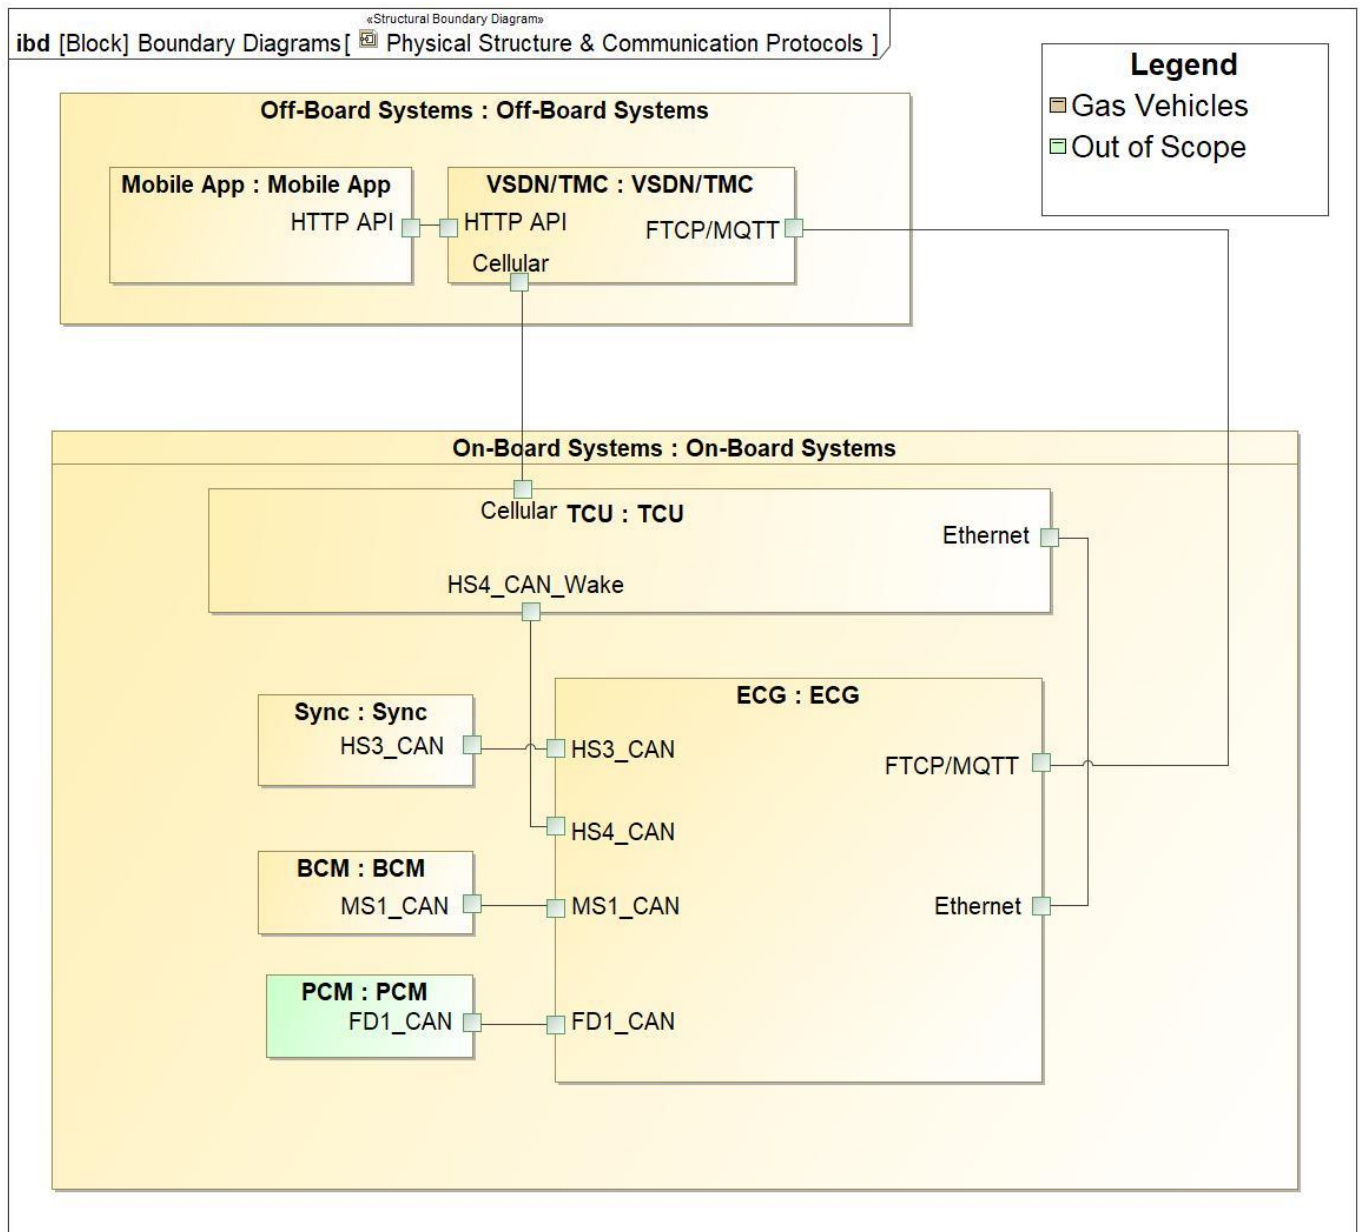 «Structural Boundary Diagram»
ibd [Block] Boundary Diagrams[ Physical Structure & Communication Protocols ]
Legend
Gas Vehicles
Out of Scope
Off-Board Systems : Off-Board Systems
Mobile App : Mobile App
HTTP API
VSDN/TMC : VSDN/TMC
HTTP API
FTCP/MQTT
Cellular
On-Board Systems : On-Board Systems
Cellular
TCU : TCU
Ethernet
HS4_CAN_Wake
Sync : Sync
HS3_CAN
ECG : ECG
HS3_CAN
FTCP/MQTT
HS4_CAN
BCM : BCM
MS1_CAN
MS1_CAN
Ethernet
PCM : PCM
FD1_CAN
FD1_CAN